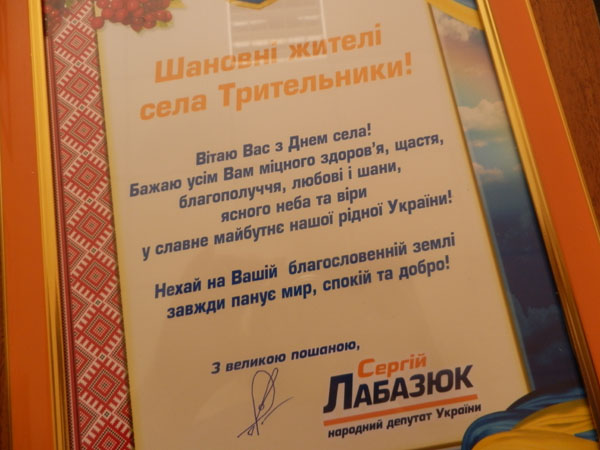 Шановні жителі
села Трительники!
Вітаю Вас з Днем села!
Бажаю усім Вам міцного здоров'я, щастя,
благополуччя, любові і шани,
ясного неба та віри
у славне майбутнє нашої рідної України!
Нехай на Вашій благословенній землі
завжди панує мир, спокій та добро!
З великою пошаною,
Сергій
ЛАБАЗЮК
народний депутат України